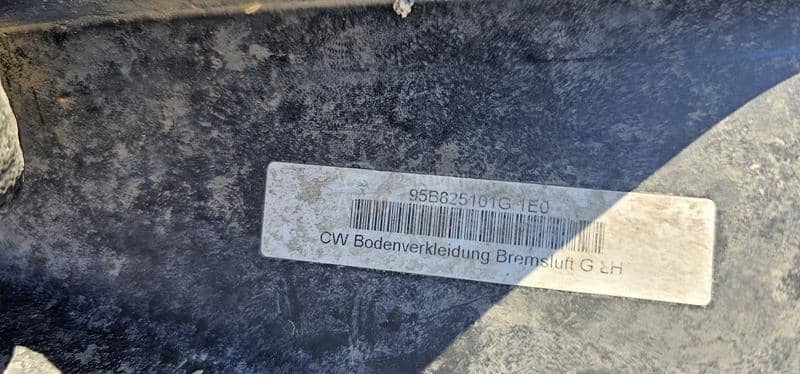 95B825101G 1E0
CW Bodenverkleidung Bremsluft G LH